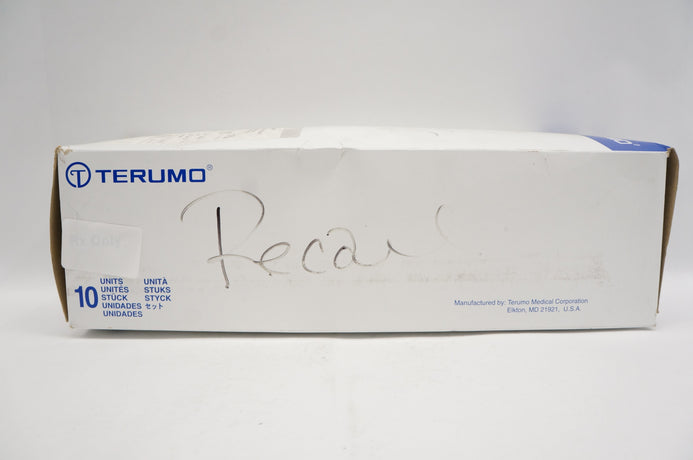 TERUMO®
Recall
Rx Only
10
UNITS
UNITÉS
STÜCK
UNIDADES
UNIDADES
UNITÀ
STUKS
STYCK
セット
Manufactured by: Terumo Medical Corporation
Elkton, MD 21921, U.S.A.